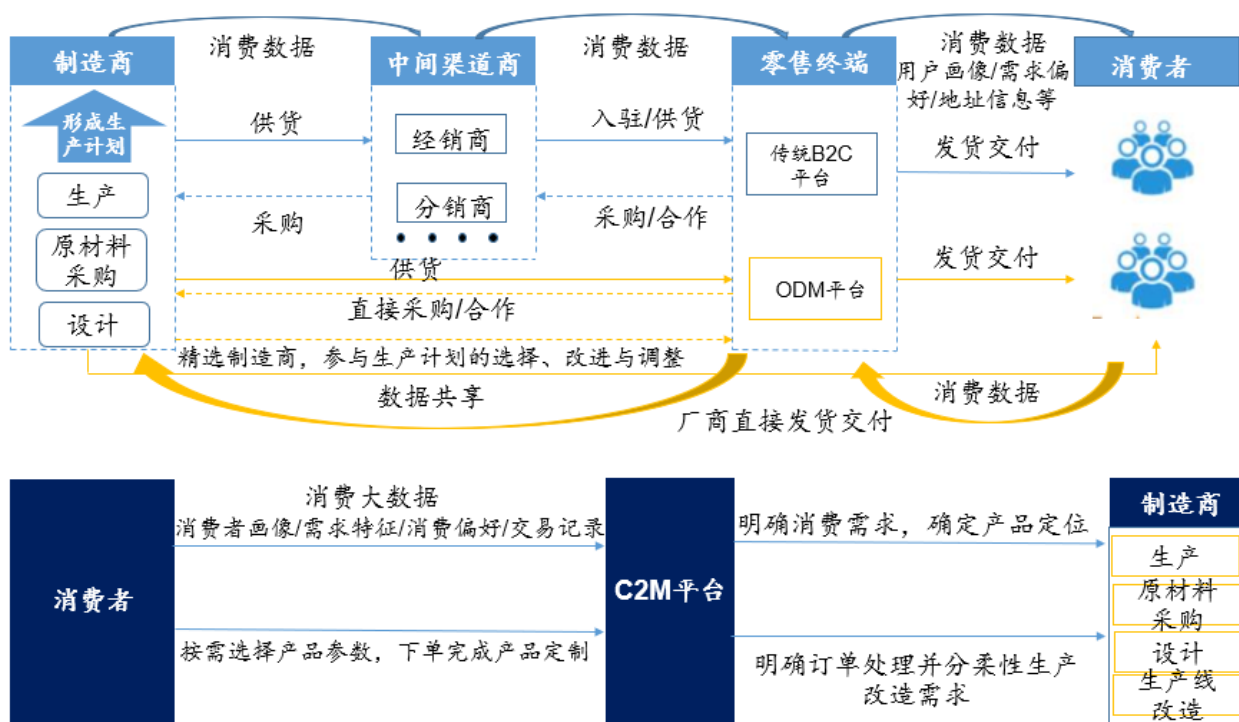 制造商
消费数据
中间渠道商
消费数据
零售终端
消费数据
用户画像/需求偏
好/地址信息等
消费者
形成生
产计划
生产
原材料
采购
设计
供货
采购
经销商
分销商
入驻/供货
采购/合作
传统B2C
平台
ODM平台
发货交付
发货交付
供货
直接采购/合作
精选制造商，参与生产计划的选择、改进与调整
数据共享
消费数据
厂商直接发货交付
消费者
消费大数据
消费者画像/需求特征/消费偏好/交易记录
按需选择产品参数，下单完成产品定制
C2M平台
明确消费需求，确定产品定位
明确订单处理并分柔性生产
改造需求
制造商
生产
原材料
采购
设计
生产线
改造